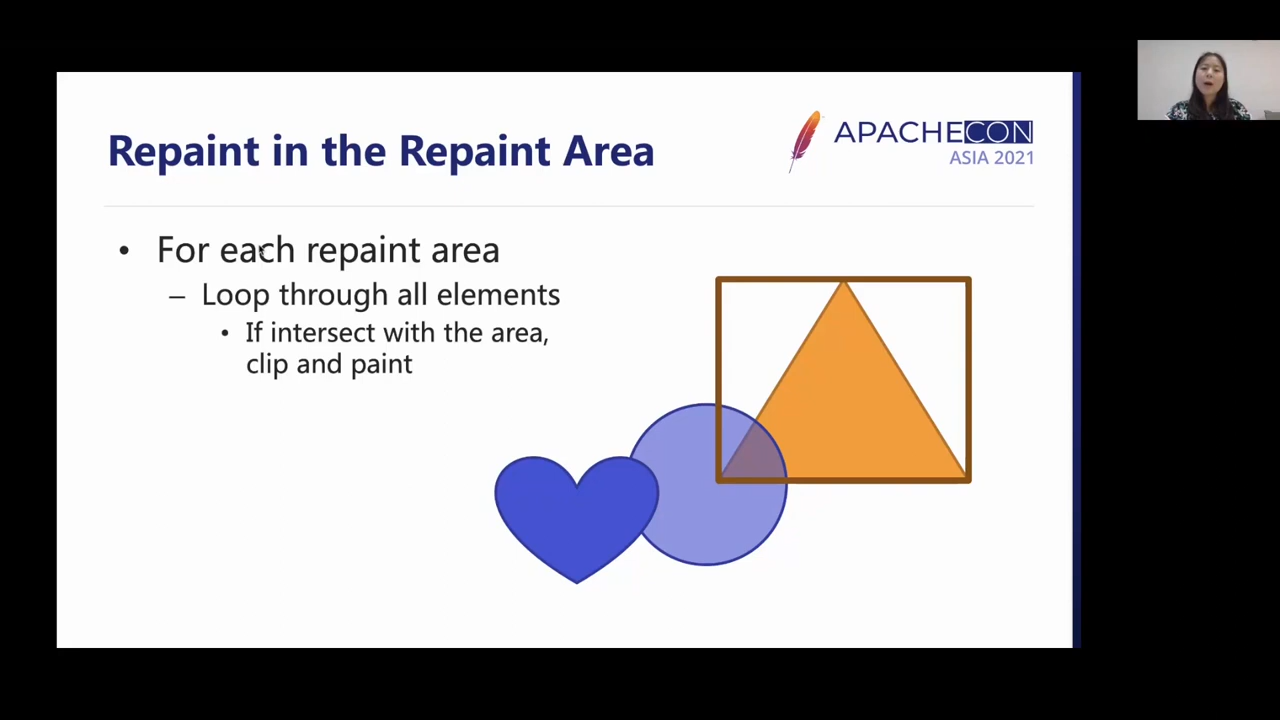 Repaint in the Repaint Area
APACHECON
ASIA 2021
• For each repaint area
– Loop through all elements
• If intersect with the area,
clip and paint